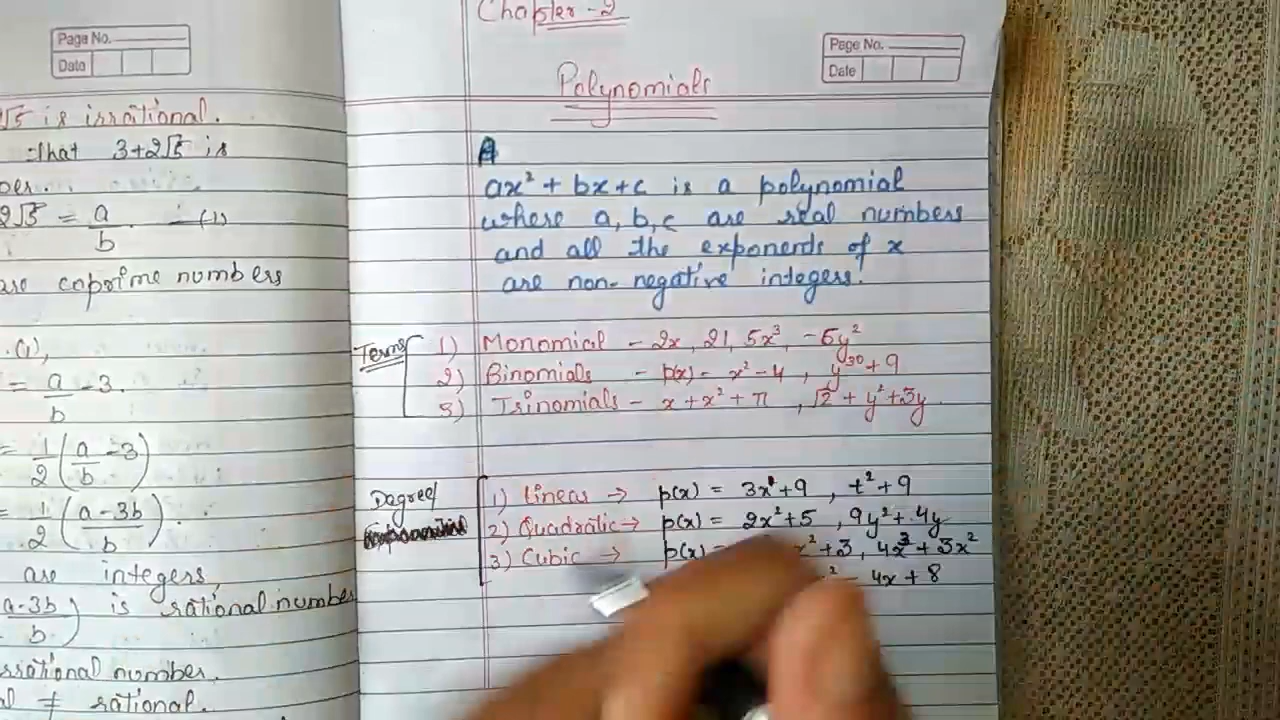 Page No.
Date
√5 is irrational.
that 3+2√5 is
2√5 = a/b — (1)
are coprime numbers
(1),
= a/b - 3.
= 1/2 (a/b - 3)
= 1/2 (a-3b/b).
are integers,
(a-3b/b) is rational number
irrational number.
≠ rational.
Chapter-2
Page No.
Date
Polynomials
A
ax² + bx+c is a polynomial
where a, b, c are real numbers
and all the exponents of x
are non-negative integers.
Terms
1) Monomial - 2x, 21, 5x³, -5y²
2) Binomials - p(x) = x²-4, y³⁰+9
3) Trinomials - x+x²+π, √2+y²+3y
Degree
1) Linear → p(x) = 3x¹+9, t²+9
2) Quadratic → p(x) = 2x²+5, 9y²+4y
3) Cubic → p(x) = x²+3, 4x³+3x²
4x+8